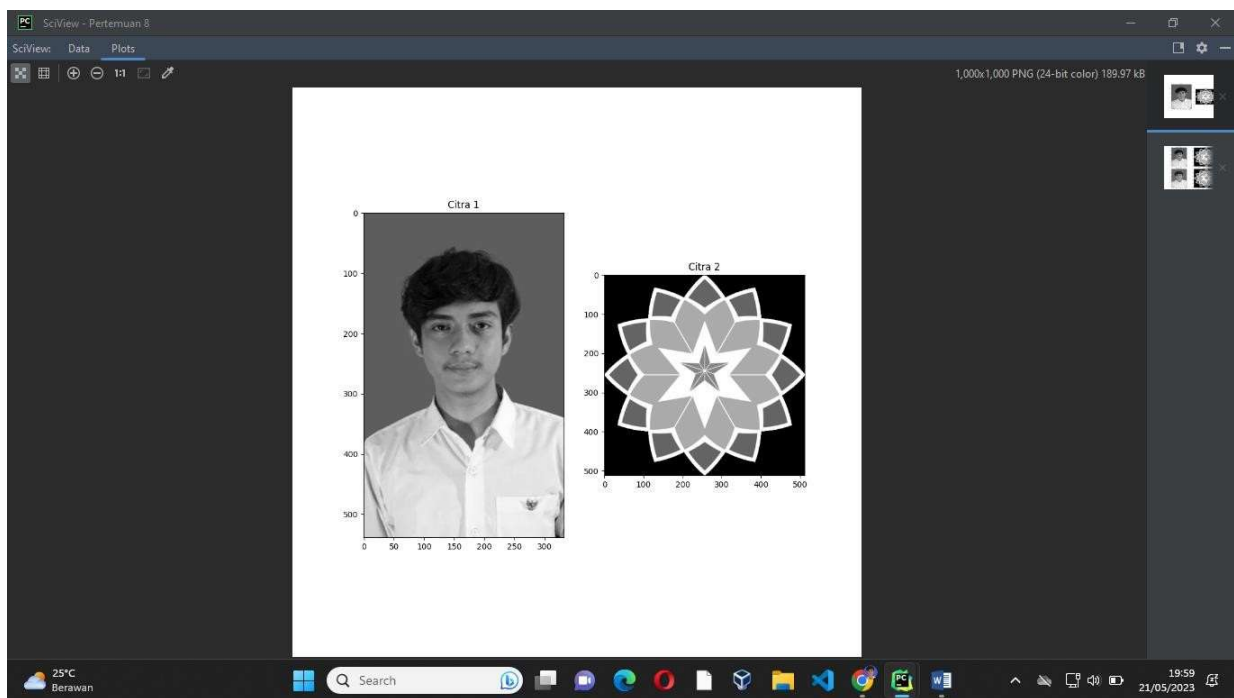 PC SciView - Pertemuan 8
SciView: Data Plots
1:1
1,000x1,000 PNG (24-bit color) 189.97 kB
Citra 1
0
100
200
300
400
500
0 50 100 150 200 250 300
Citra 2
0
100
200
300
400
500
0 100 200 300 400 500
25°C
Berawan
Search
PC
W
19:59
21/05/2023